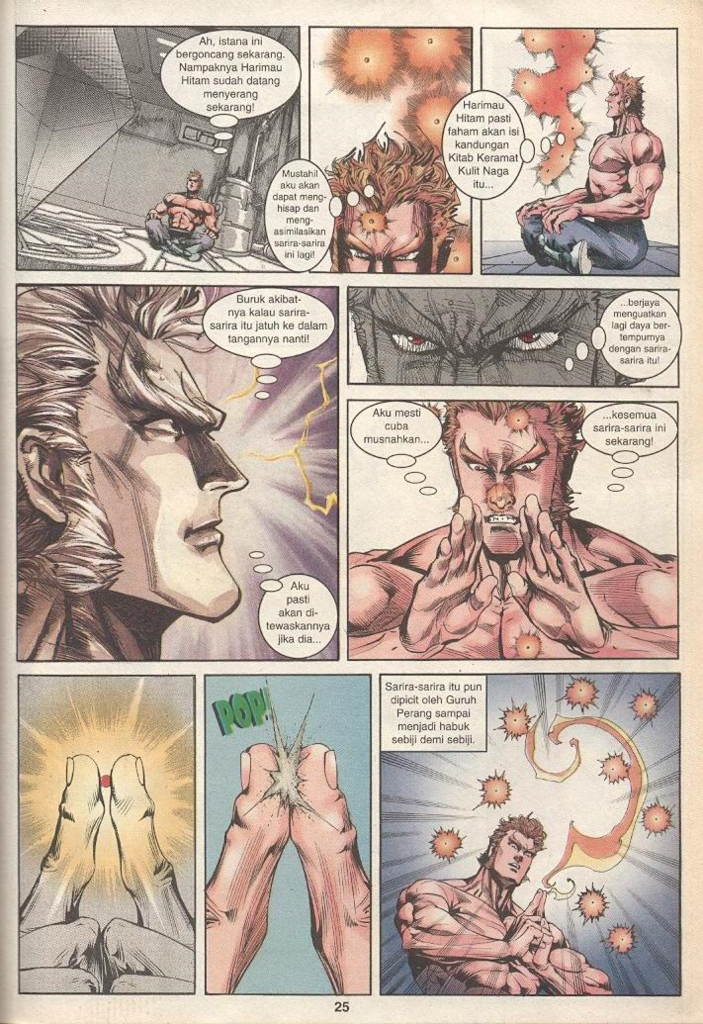 Ah, istana ini
bergoncang sekarang.
Nampaknya Harimau
Hitam sudah datang
menyerang
sekarang!
Mustahil
aku akan
dapat meng-
hisap dan
meng-
asimilasikan
sarira-sarira
ini lagi!
Harimau
Hitam pasti
faham akan isi
kandungan
Kitab Keramat
Kulit Naga
itu...
Buruk akibat-
nya kalau sarira-
sarira itu jatuh ke dalam
tangannya nanti!
Aku
pasti
akan di-
tewaskannya
jika dia...
...berjaya
menguatkan
lagi daya ber-
tempurnya
dengan sarira-
sarira itu!
Aku mesti
cuba
musnahkan...
...kesemua
sarira-sarira ini
sekarang!
POP!
Sarira-sarira itu pun
dipicit oleh Guruh
Perang sampai
menjadi habuk
sebiji demi sebiji.
25